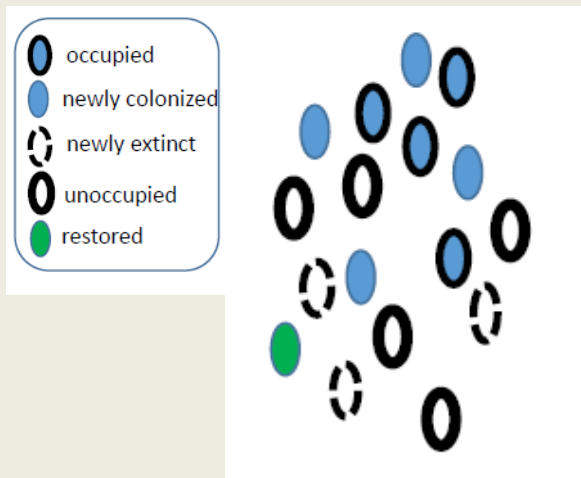 occupied
newly colonized
newly extinct
unoccupied
restored